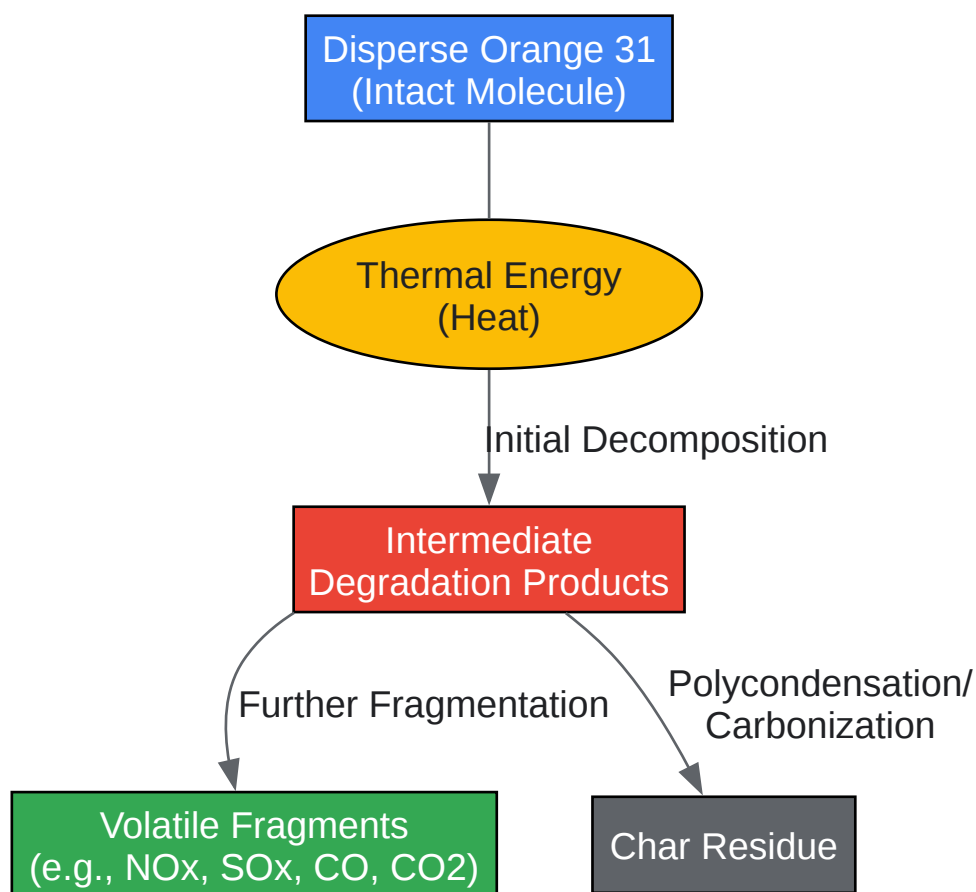 Disperse Orange 31
(Intact Molecule)
Thermal Energy
(Heat)
Initial Decomposition
Intermediate
Degradation Products
Further Fragmentation
Polycondensation/
Carbonization
Volatile Fragments
(e.g., NOx, SOx, CO, CO2)
Char Residue